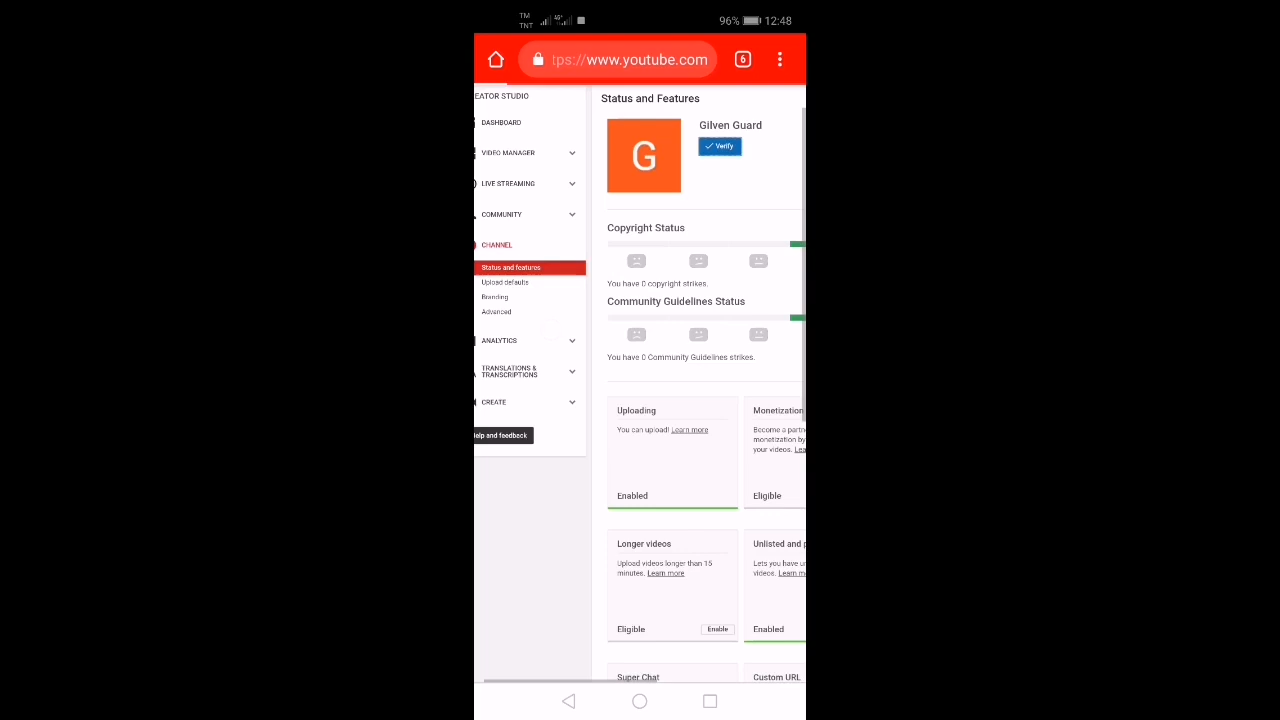 TM
TNT
4G
96%
12:48
tps://www.youtube.com
6
EATOR STUDIO
DASHBOARD
VIDEO MANAGER
LIVE STREAMING
COMMUNITY
CHANNEL
Status and features
Upload defaults
Branding
Advanced
ANALYTICS
TRANSLATIONS &
TRANSCRIPTIONS
CREATE
elp and feedback
Status and Features
G
Gilven Guard
Verify
Copyright Status
You have 0 copyright strikes.
Community Guidelines Status
You have 0 Community Guidelines strikes.
Uploading
You can upload! Learn more
Enabled
Monetization
Become a partn
monetization by
your videos. Lea
Eligible
Longer videos
Upload videos longer than 15
minutes. Learn more
Eligible
Enable
Unlisted and p
Lets you have u
videos. Learn m
Enabled
Super Chat
Custom URL